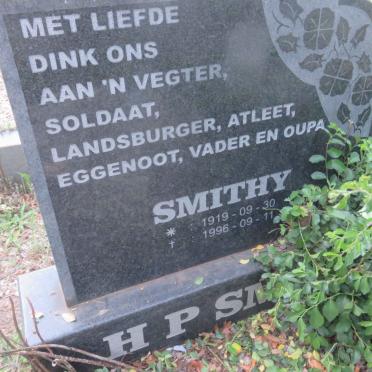 MET LIEFDE
DINK ONS
AAN 'N VEGTER,
SOLDAAT,
LANDSBURGER, ATLEET,
EGGENOOT, VADER EN OUPA
SMITHY
* : 1919 - 09 - 30
† : 1996 - 09 - 11
H P